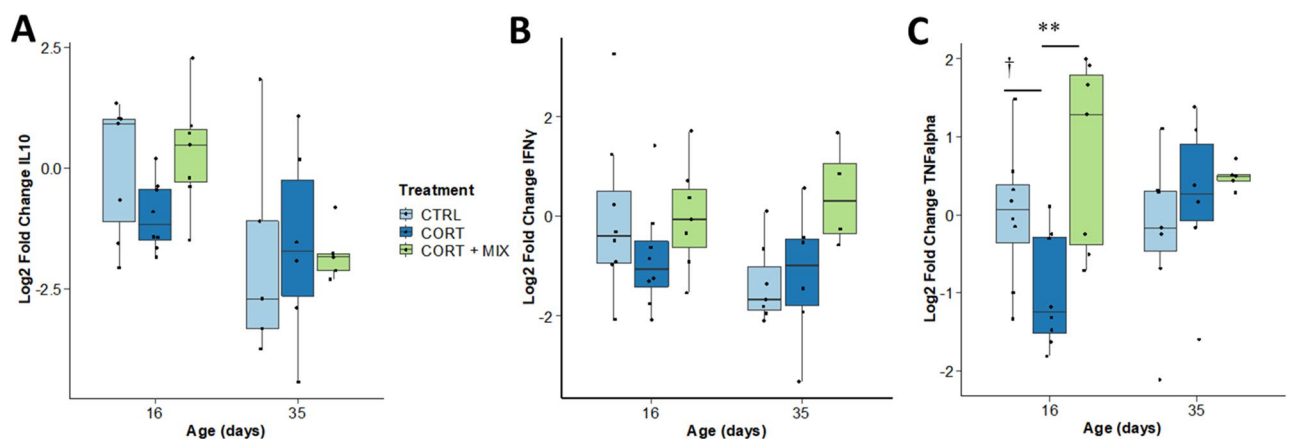 A
Log2 Fold Change IL10
2.5
0.0
-2.5
16
35
Age (days)
Treatment
CTRL
CORT
CORT + MIX
B
Log2 Fold Change IFNγ
2
0
-2
16
35
Age (days)
C
Log2 Fold Change TNFalpha
2
1
0
-1
-2
†
**
16
35
Age (days)